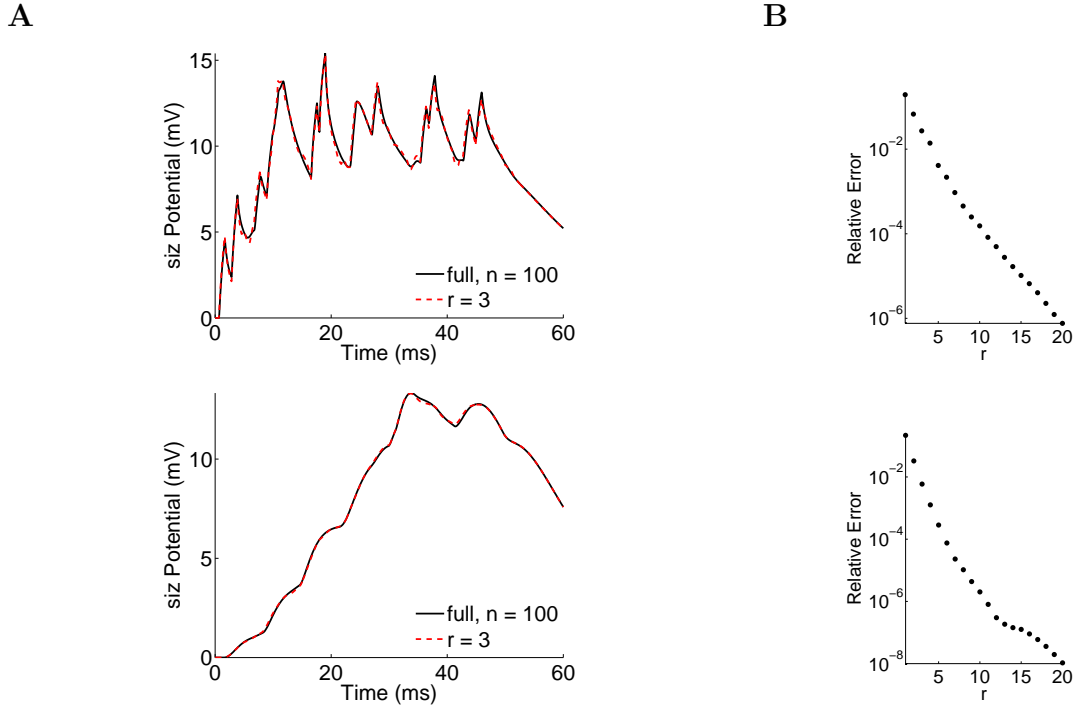 A
B
15
10
5
0
siz Potential (mV)
full, n = 100
r = 3
0 20 40 60
Time (ms)
10^-2
10^-4
10^-6
Relative Error
5 10 15 20
r
10
5
0
siz Potential (mV)
full, n = 100
r = 3
0 20 40 60
Time (ms)
10^-2
10^-4
10^-6
10^-8
Relative Error
5 10 15 20
r